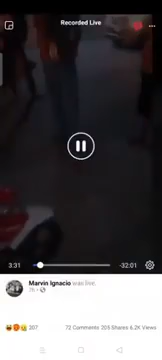 Recorded Live
3:31
-32:01
Marvin Ignacio was live.
207
72 Comments 205 Shares 6.2K Views